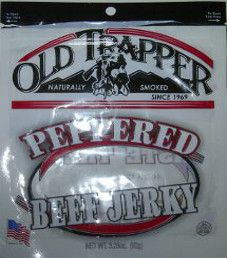 OLD TRAPPER
NATURALLY SMOKED
SINCE 1969
PEPPERED
BEEF JERKY